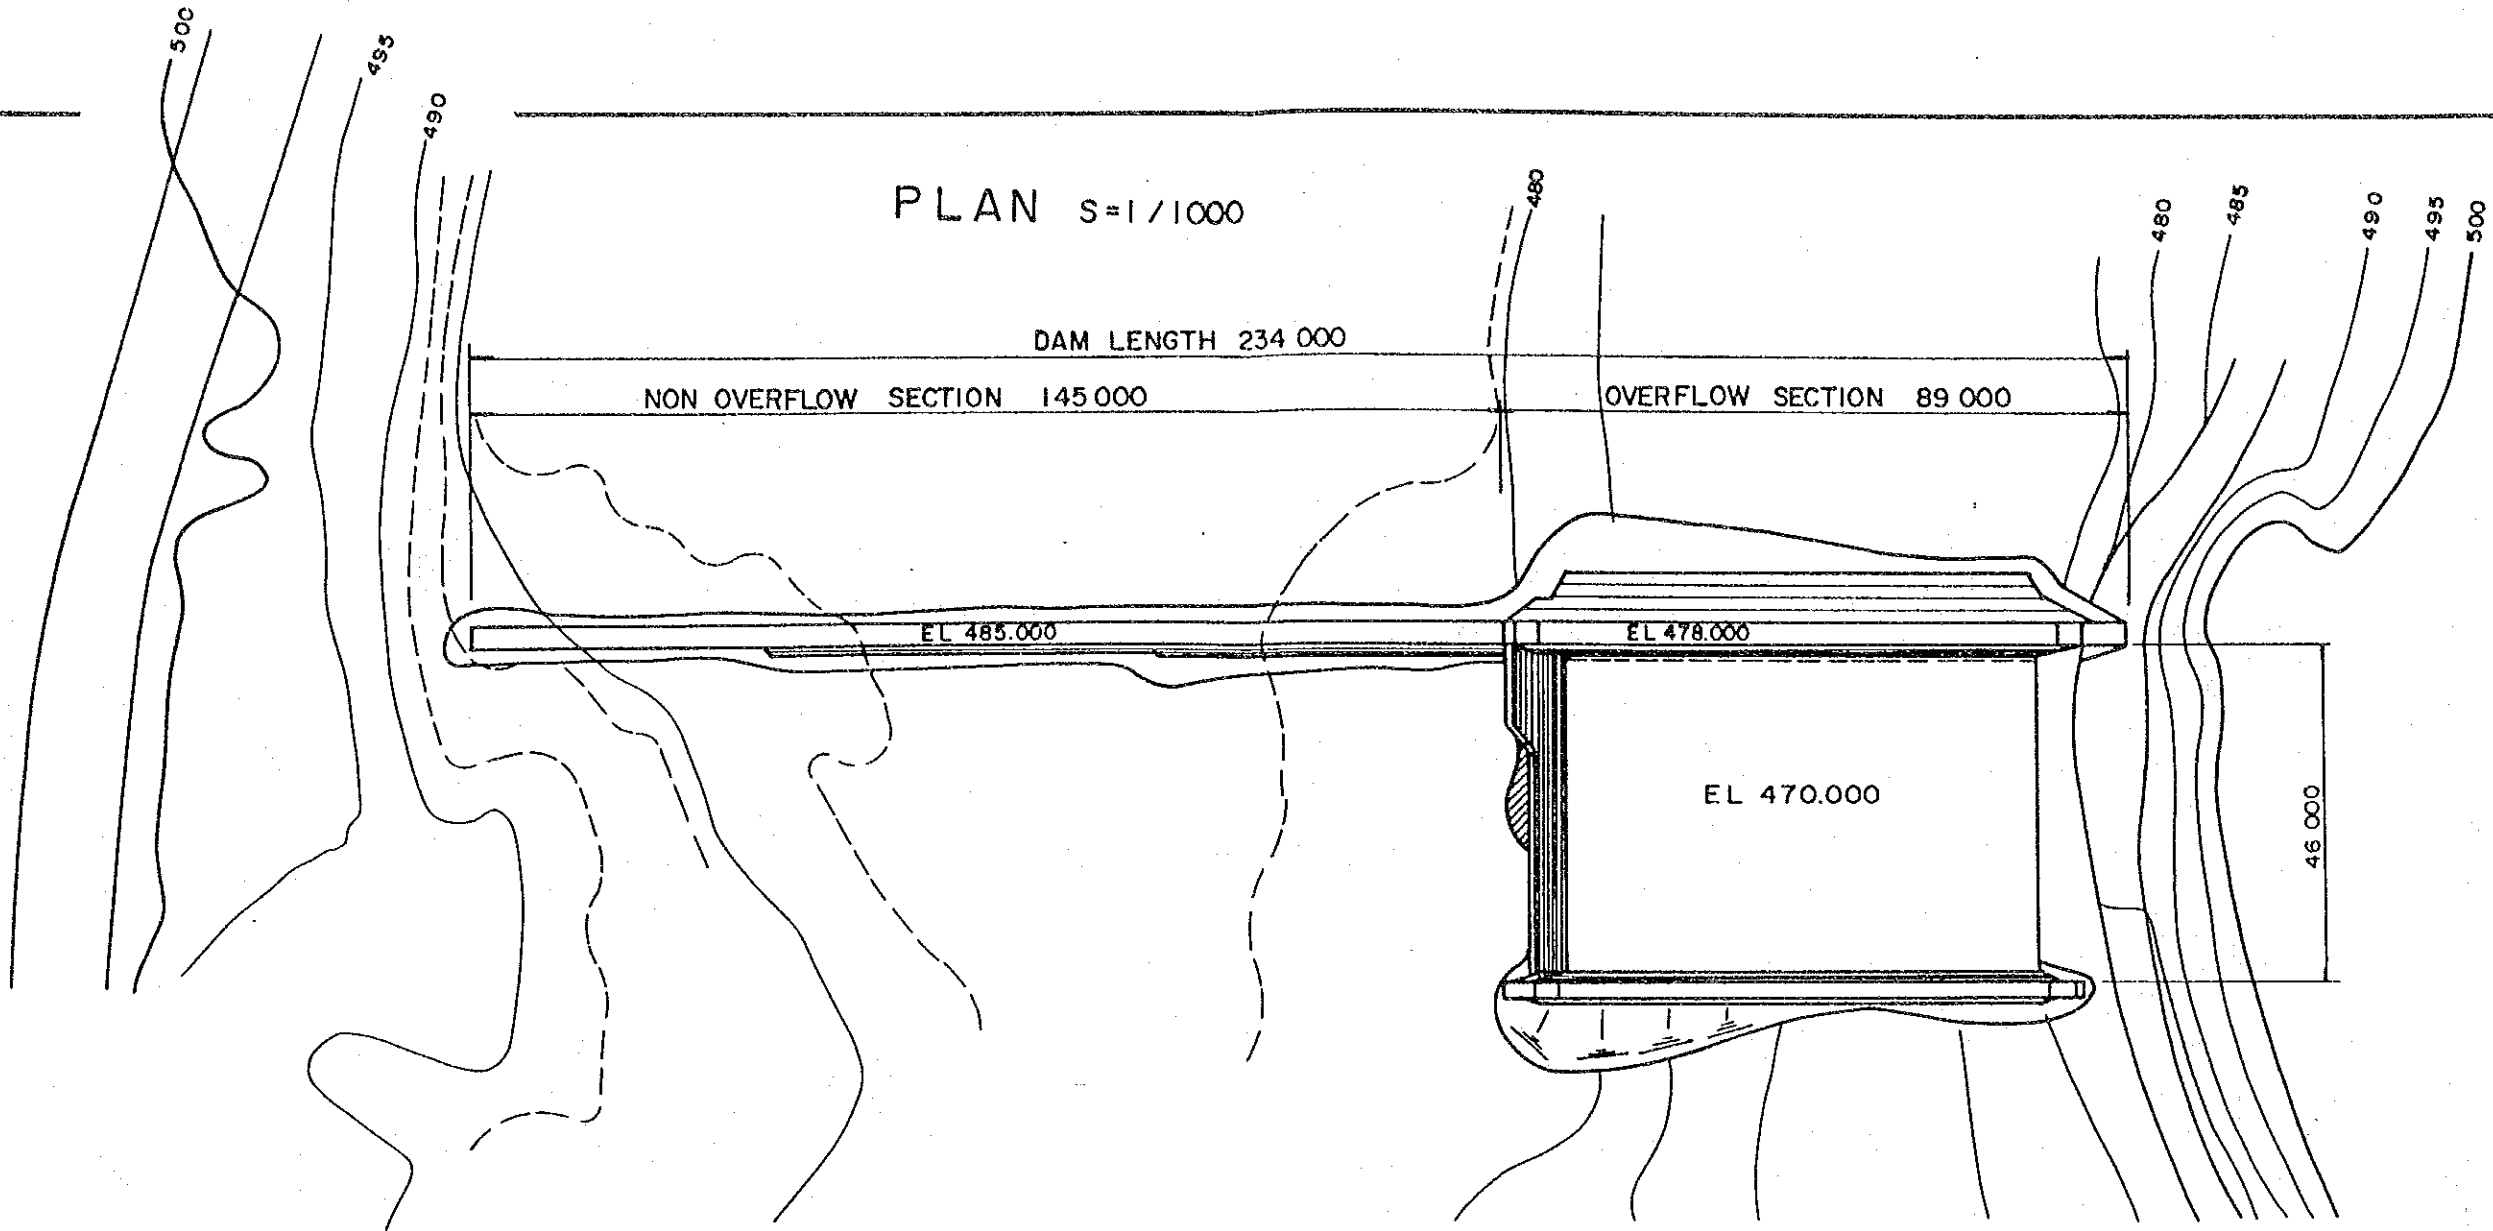 500
495
490
PLAN S=1/1000
480
480
485
490
495
500
DAM LENGTH 234 000
NON OVERFLOW SECTION 145 000
OVERFLOW SECTION 89 000
EL 485.000
EL 478.000
EL 470.000
46 000